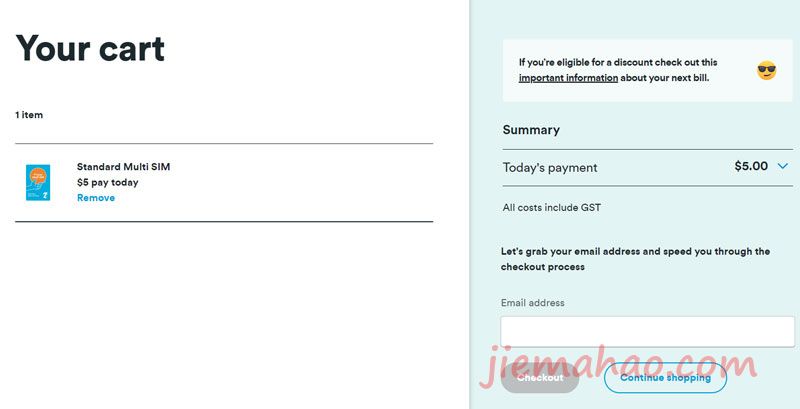 Your cart
1 item
Standard Multi SIM
$5 pay today
Remove
If you're eligible for a discount check out this
important information about your next bill.
Summary
Today's payment $5.00
All costs include GST
Let's grab your email address and speed you through the
checkout process
Email address
jiemahao.com
Checkout Continue shopping